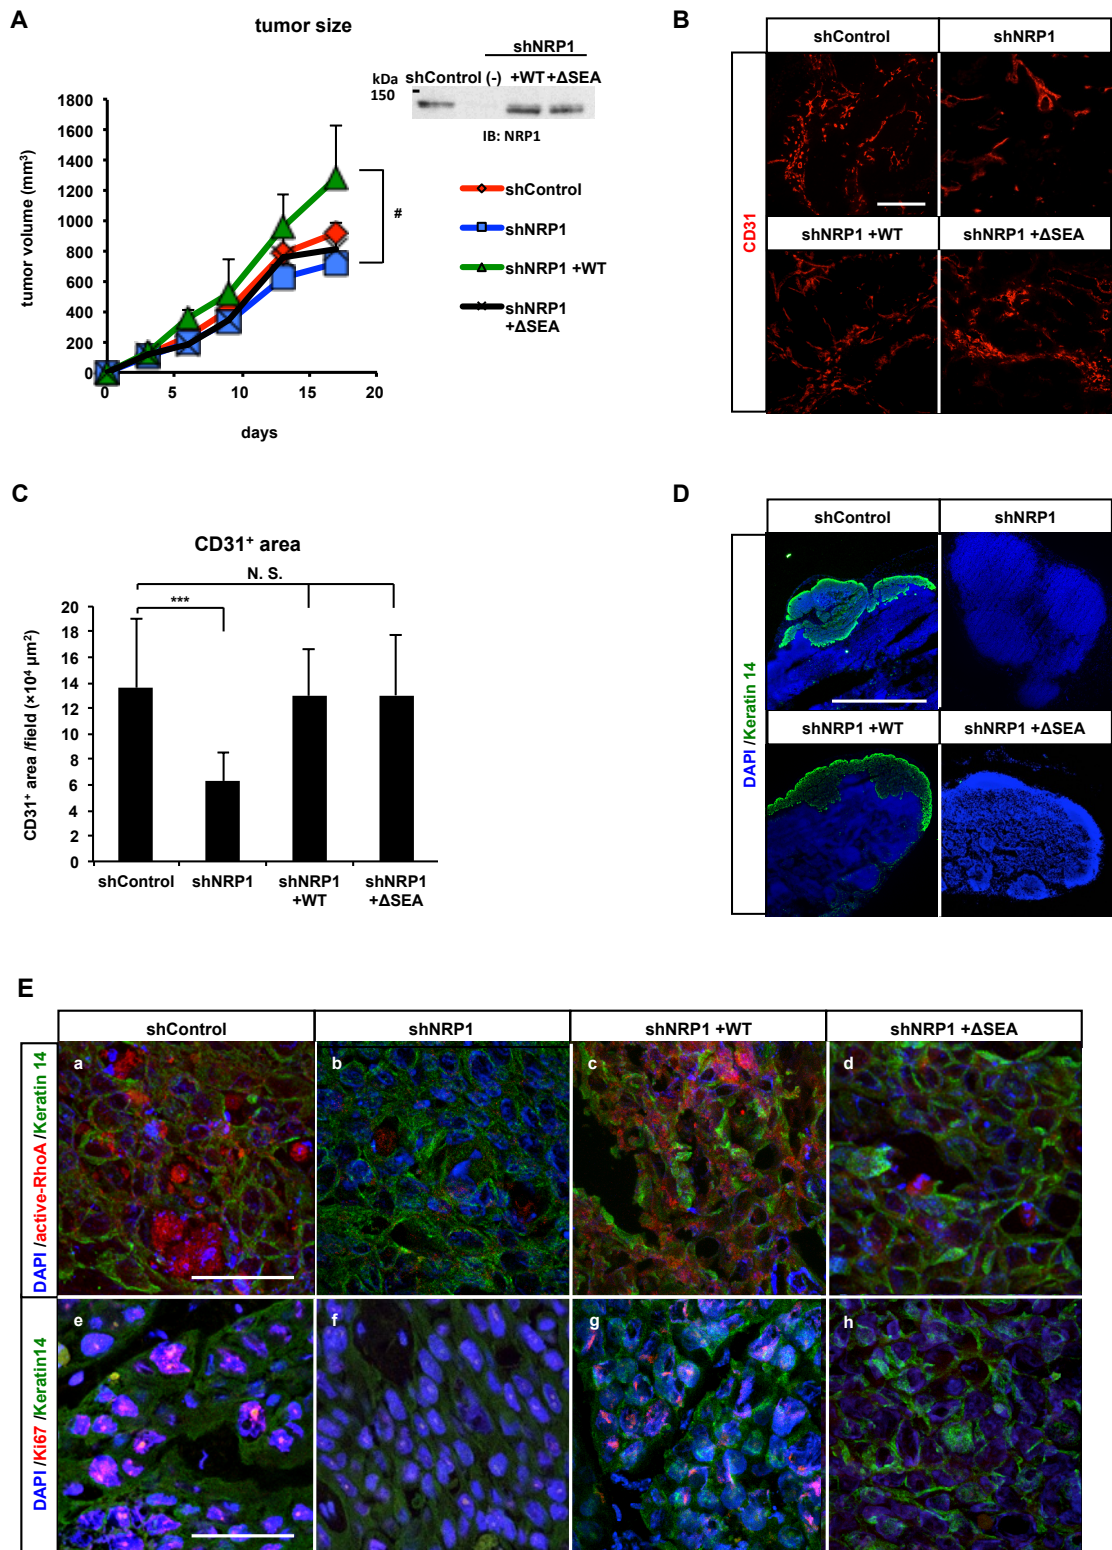 A
tumor size
shNRP1
kDa
shControl (-) +WT +ΔSEA
150
IB: NRP1
1800
1600
1400
1200
1000
800
600
400
200
0
tumor volume (mm³)
0 5 10 15 20
days
#
shControl
shNRP1
shNRP1 +WT
shNRP1
+ΔSEA
B
shControl
shNRP1
shNRP1 +WT
shNRP1 +ΔSEA
CD31
C
CD31⁺ area
N. S.
***
20
18
16
14
12
10
8
6
4
2
0
CD31⁺ area /field (×10⁴ µm²)
shControl
shNRP1
shNRP1
+WT
shNRP1
+ΔSEA
D
shControl
shNRP1
shNRP1 +WT
shNRP1 +ΔSEA
DAPI /Keratin 14
E
shControl
shNRP1
shNRP1 +WT
shNRP1 +ΔSEA
DAPI /active-RhoA /Keratin 14
a
b
c
d
DAPI /Ki67 /Keratin14
e
f
g
h